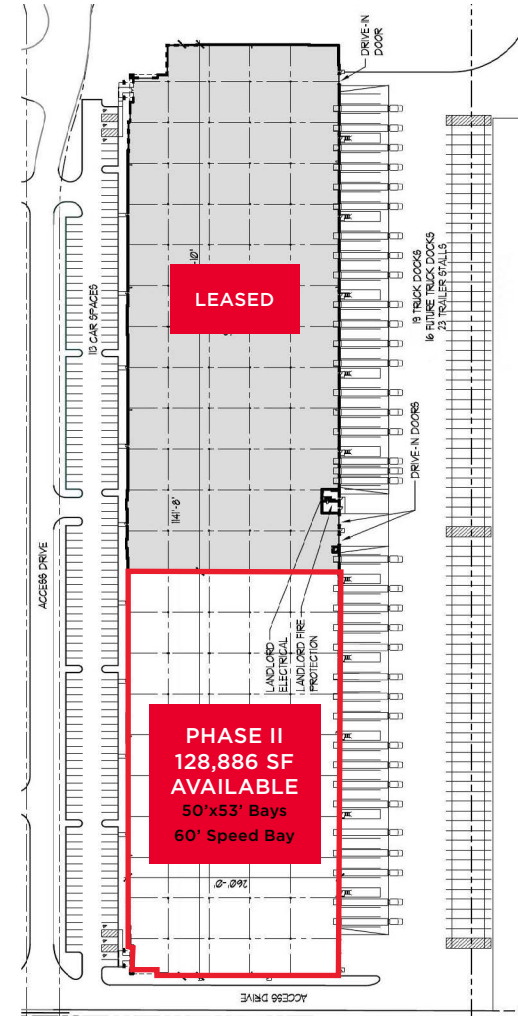 DRIVE-IN
DOOR
LEASED
113 CAR SPACES
19 TRUCK DOCKS
16 FUTURE TRUCK DOCKS
23 TRAILER STALLS
DRIVE-IN DOORS
1141'-8"
ACCESS DRIVE
LANDLORD
ELECTRICAL
LANDLORD FIRE
PROTECTION
PHASE II
128,886 SF
AVAILABLE
50'x53' Bays
60' Speed Bay
260'-0"
ACCESS DRIVE